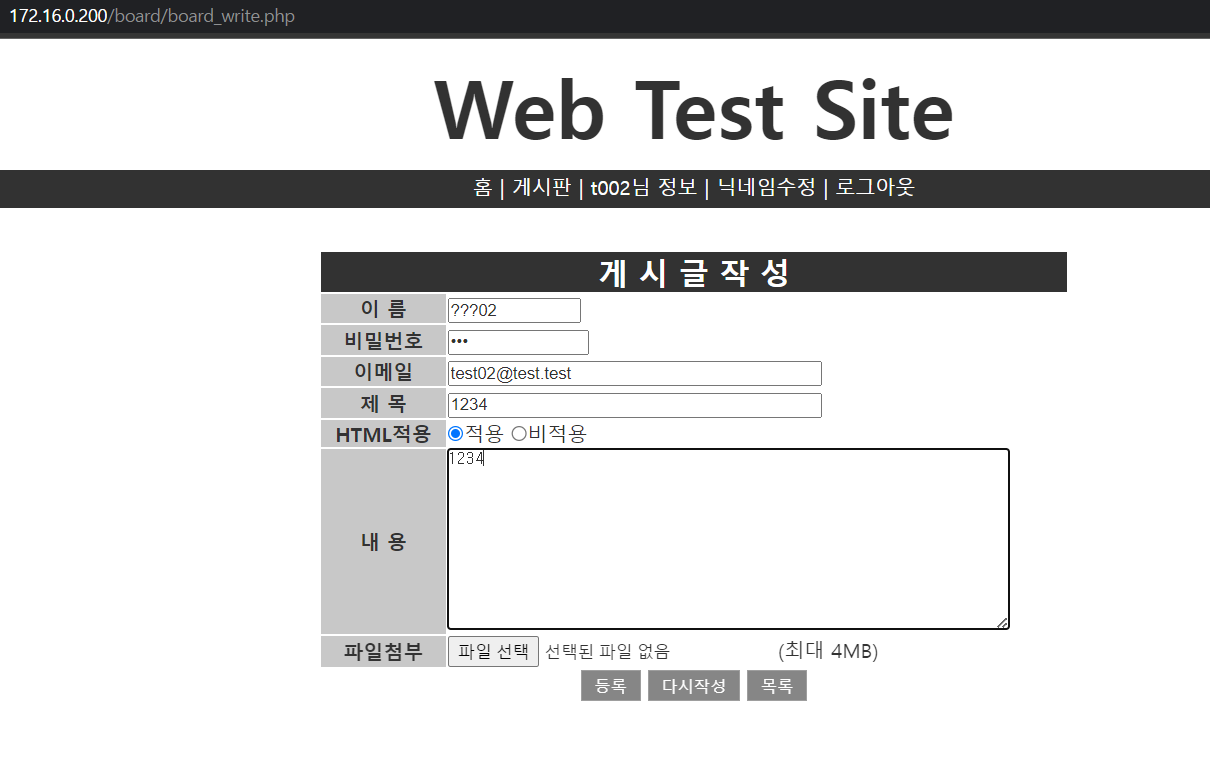 172.16.0.200/board/board_write.php
Web Test Site
홈 | 게시판 | t002님 정보 | 닉네임수정 | 로그아웃
게 시 글 작 성
이 름 ???02
비밀번호 •••
이메일 test02@test.test
제 목 1234
HTML적용 적용 비적용
내 용 1234
파일첨부 파일 선택 선택된 파일 없음 (최대 4MB)
등록 다시작성 목록